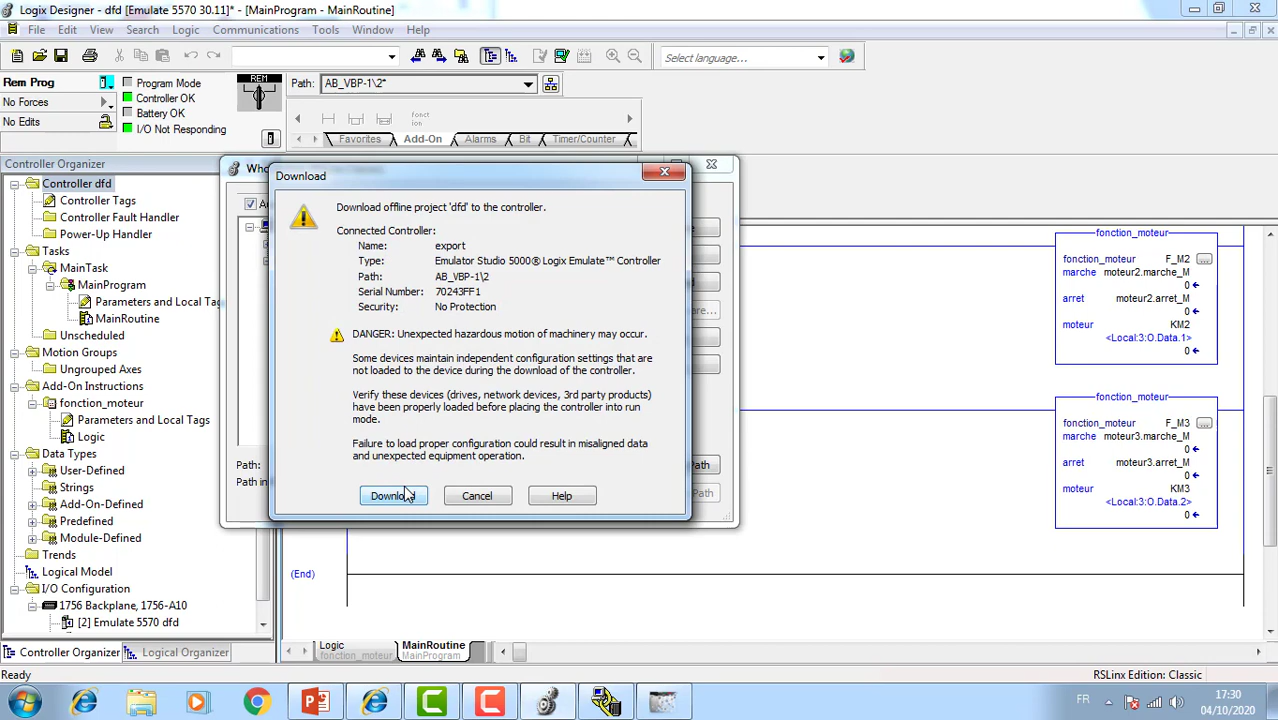 Logix Designer - dfd [Emulate 5570 30.11]* - [MainProgram - MainRoutine]
File Edit View Search Logic Communications Tools Window Help
Select language...
Rem Prog
Program Mode
No Forces
Controller OK
Battery OK
No Edits
I/O Not Responding
REM
Path: AB_VBP-1\2*
Favorites Add-On Alarms Bit Timer/Counter
Controller Organizer
Controller dfd
Controller Tags
Controller Fault Handler
Power-Up Handler
Tasks
MainTask
MainProgram
Parameters and Local Tag
MainRoutine
Unscheduled
Motion Groups
Ungrouped Axes
Add-On Instructions
fonction_moteur
Parameters and Local Tags
Logic
Data Types
User-Defined
Strings
Add-On-Defined
Predefined
Module-Defined
Trends
Logical Model
I/O Configuration
1756 Backplane, 1756-A10
[2] Emulate 5570 dfd
Controller Organizer Logical Organizer
Who
Path:
Path in
Path
Path
Download
Download offline project 'dfd' to the controller.
Connected Controller:
Name: export
Type: Emulator Studio 5000® Logix Emulate™ Controller
Path: AB_VBP-1\2
Serial Number: 70243FF1
Security: No Protection
DANGER: Unexpected hazardous motion of machinery may occur.
Some devices maintain independent configuration settings that are
not loaded to the device during the download of the controller.
Verify these devices (drives, network devices, 3rd party products)
have been properly loaded before placing the controller into run
mode.
Failure to load proper configuration could result in misaligned data
and unexpected equipment operation.
Download Cancel Help
fonction_moteur
fonction_moteur F_M2 ...
marche moteur2.marche_M
0
arret moteur2.arret_M
0
moteur KM2
<Local:3:O.Data.1>
0
fonction_moteur
fonction_moteur F_M3 ...
marche moteur3.marche_M
0
arret moteur3.arret_M
0
moteur KM3
<Local:3:O.Data.2>
0
(End)
Logic
fonction_moteur
MainRoutine
MainProgram
Ready
RSLinx Edition: Classic
FR
17:30
04/10/2020